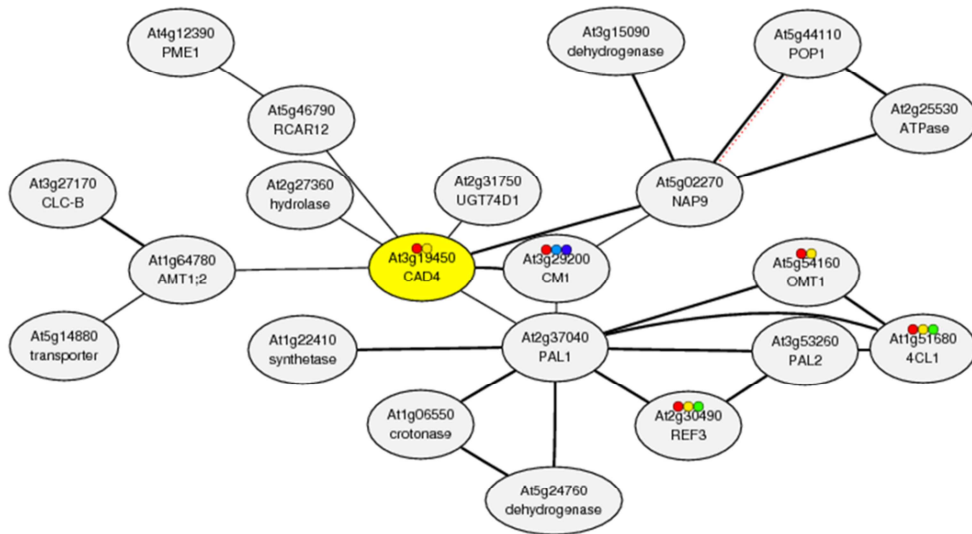 At4g12390
PME1
At3g15090
dehydrogenase
At5g44110
POP1
At5g46790
RCAR12
At2g25530
ATPase
At3g27170
CLC-B
At2g27360
hydrolase
At2g31750
UGT74D1
At5g02270
NAP9
At1g64780
AMT1;2
At3g19450
CAD4
At3g29200
CM1
At5g54160
OMT1
At5g14880
transporter
At1g22410
synthetase
At2g37040
PAL1
At3g53260
PAL2
At1g51680
4CL1
At1g06550
crotonase
At2g30490
REF3
At5g24760
dehydrogenase